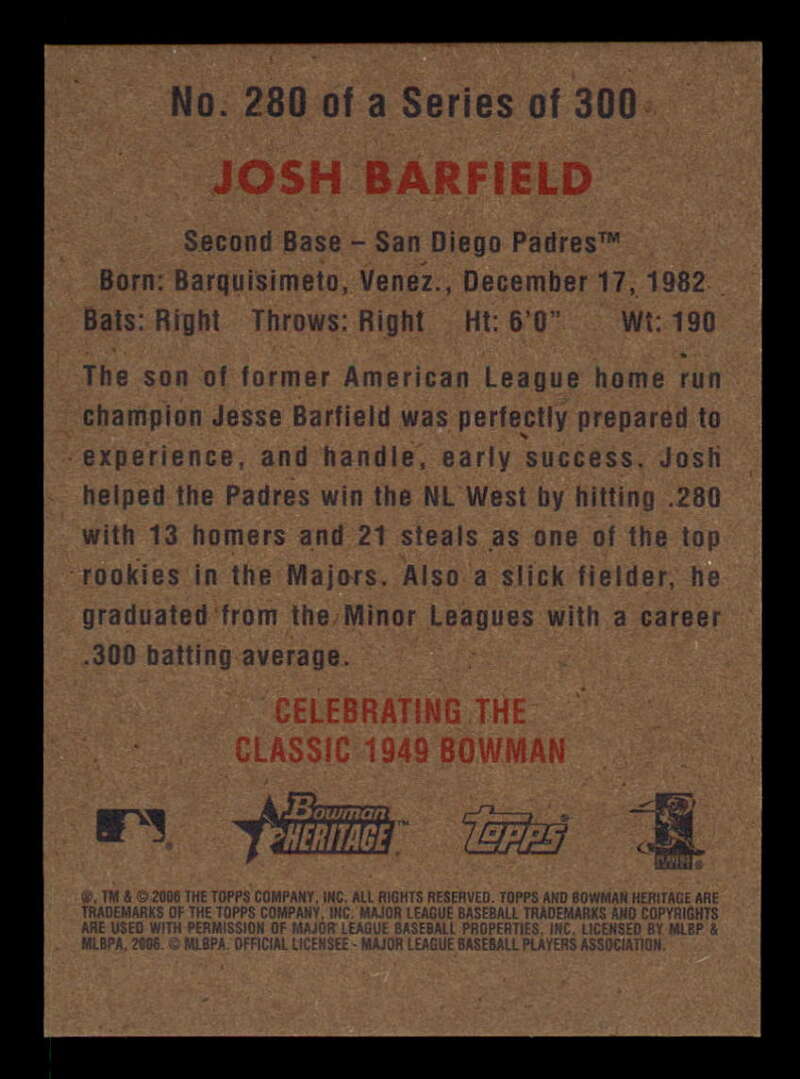 No. 280 of a Series of 300
JOSH BARFIELD
Second Base – San Diego Padres™
Born: Barquisimeto, Venez., December 17, 1982
Bats: Right Throws: Right Ht: 6'0" Wt: 190
The son of former American League home run
champion Jesse Barfield was perfectly prepared to
experience, and handle, early success. Josh
helped the Padres win the NL West by hitting .280
with 13 homers and 21 steals as one of the top
rookies in the Majors. Also a slick fielder, he
graduated from the Minor Leagues with a career
.300 batting average.
CELEBRATING THE
CLASSIC 1949 BOWMAN
Bowman
HERITAGE™
Topps®
®, TM & © 2006 THE TOPPS COMPANY, INC. ALL RIGHTS RESERVED. TOPPS AND BOWMAN HERITAGE ARE
TRADEMARKS OF THE TOPPS COMPANY, INC. MAJOR LEAGUE BASEBALL TRADEMARKS AND COPYRIGHTS
ARE USED WITH PERMISSION OF MAJOR LEAGUE BASEBALL PROPERTIES, INC. LICENSED BY MLBP &
MLBPA, 2006. © MLBPA. OFFICIAL LICENSEE - MAJOR LEAGUE BASEBALL PLAYERS ASSOCIATION.